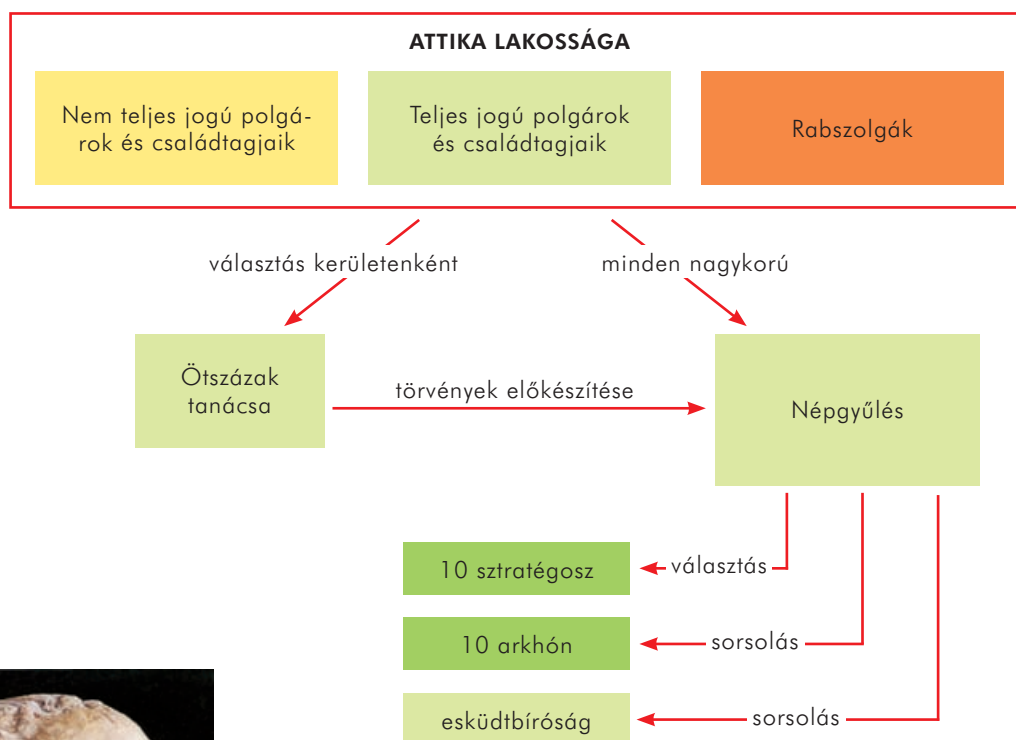 ATTIKA LAKOSSÁGA
Nem teljes jogú polgá-
rok és családtagjaik
Teljes jogú polgárok
és családtagjaik
Rabszolgák
választás kerületenként
minden nagykorú
Ötszázak
tanácsa
törvények előkészítése
Népgyűlés
10 sztratégosz
választás
10 arkhón
sorsolás
esküdtbíróság
sorsolás